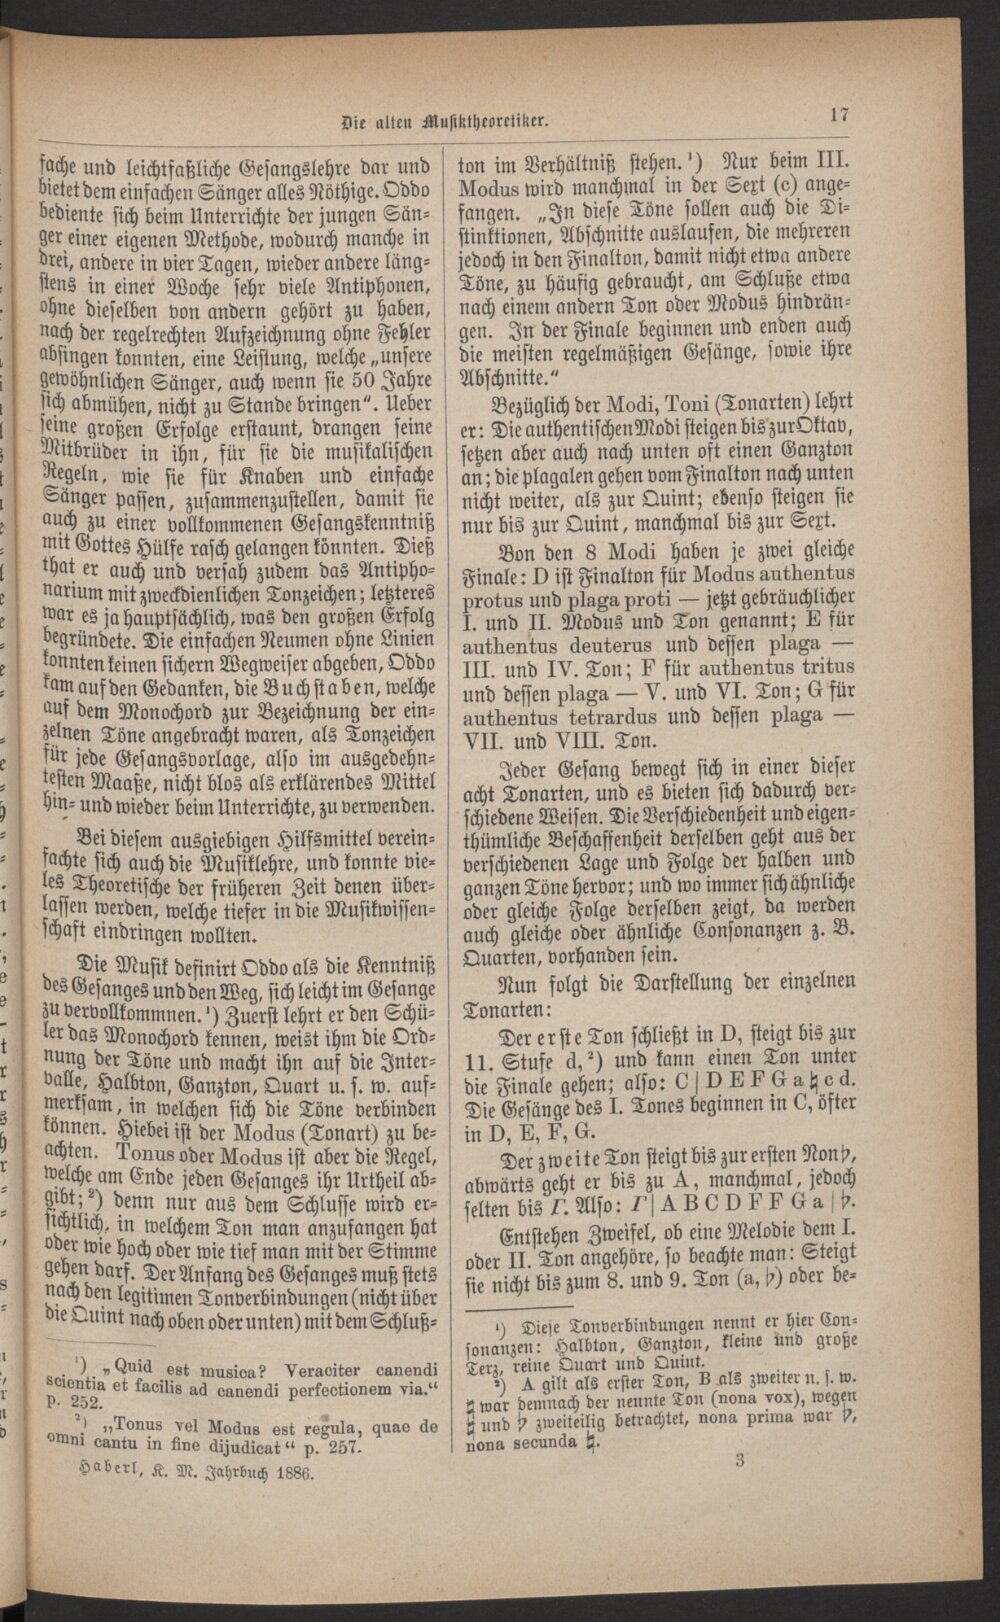 Die alten Musiktheoretiker.
17
fache und leichtfaßliche Gesangslehre dar und
bietet dem einfachen Sänger alles Nöthige. Oddo
bediente sich beim Unterrichte der jungen Sän=
ger einer eigenen Methode, wodurch manche in
drei, andere in vier Tagen, wieder andere läng=
stens in einer Woche sehr viele Antiphonen,
ohne dieselben von andern gehört zu haben,
nach der regelrechten Aufzeichnung ohne Fehler
absingen konnten, eine Leistung, welche „unsere
gewöhnlichen Sänger, auch wenn sie 50 Jahre
sich abmühen, nicht zu Stande bringen“. Ueber
seine großen Erfolge erstaunt, drangen seine
Mitbrüder in ihn, für sie die musikalischen
Regeln, wie sie für Knaben und einfache
Sänger passen, zusammenzustellen, damit sie
auch zu einer vollkommenen Gesangskenntniß
mit Gottes Hülfe rasch gelangen könnten. Dieß
that er auch und versah zudem das Antipho=
narium mit zweckdienlichen Tonzeichen; letzteres
war es ja hauptsächlich, was den großen Erfolg
begründete. Die einfachen Neumen ohne Linien
konnten keinen sichern Wegweiser abgeben, Oddo
kam auf den Gedanken, die Buchstaben, welche
auf dem Monochord zur Bezeichnung der ein=
zelnen Töne angebracht waren, als Tonzeichen
für jede Gesangsvorlage, also im ausgedehn=
testen Maaße, nicht blos als erklärendes Mittel
hin= und wieder beim Unterrichte, zu verwenden.
Bei diesem ausgiebigen Hilfsmittel verein=
fachte sich auch die Musiklehre, und konnte vie=
les Theoretische der früheren Zeit denen über=
lassen werden, welche tiefer in die Musikwissen=
schaft eindringen wollten.
Die Musik definirt Oddo als die Kenntniß
des Gesanges und den Weg, sich leicht im Gesange
zu vervollkommnen.¹) Zuerst lehrt er den Schü=
ler das Monochord kennen, weist ihm die Ord=
nung der Töne und macht ihn auf die Inter=
valle, Halbton, Ganzton, Quart u. s. w. auf=
merksam, in welchen sich die Töne verbinden
können. Hiebei ist der Modus (Tonart) zu be=
achten. Tonus oder Modus ist aber die Regel,
welche am Ende jeden Gesanges ihr Urtheil ab=
gibt;²) denn nur aus dem Schlusse wird er=
sichtlich, in welchem Ton man anzufangen hat
oder wie hoch oder wie tief man mit der Stimme
gehen darf. Der Anfang des Gesanges muß stets
nach den legitimen Tonverbindungen (nicht über
die Quint nach oben oder unten) mit dem Schluß=
¹) „Quid est musica? Veraciter canendi
scientia et facilis ad canendi perfectionem via.“
p. 252.
²) „Tonus vel Modus est regula, quae de
omni cantu in fine dijudicat“ p. 257.
Haberl, K. M. Jahrbuch 1886.
ton im Verhältniß stehen.¹) Nur beim III.
Modus wird manchmal in der Sext (c) ange=
fangen. „In diese Töne sollen auch die Di=
stinktionen, Abschnitte auslaufen, die mehreren
jedoch in den Finalton, damit nicht etwa andere
Töne, zu häufig gebraucht, am Schluße etwa
nach einem andern Ton oder Modus hindrän=
gen. In der Finale beginnen und enden auch
die meisten regelmäßigen Gesänge, sowie ihre
Abschnitte.“
Bezüglich der Modi, Toni (Tonarten) lehrt
er: Die authentischen Modi steigen bis zur Oktav,
setzen aber auch nach unten oft einen Ganzton
an; die plagalen gehen vom Finalton nach unten
nicht weiter, als zur Quint; ebenso steigen sie
nur bis zur Quint, manchmal bis zur Sext.
Von den 8 Modi haben je zwei gleiche
Finale: D ist Finalton für Modus authentus
protus und plaga proti — jetzt gebräuchlicher
I. und II. Modus und Ton genannt; E für
authentus deuterus und dessen plaga —
III. und IV. Ton; F für authentus tritus
und dessen plaga — V. und VI. Ton; G für
authentus tetrardus und dessen plaga —
VII. und VIII. Ton.
Jeder Gesang bewegt sich in einer dieser
acht Tonarten, und es bieten sich dadurch ver=
schiedene Weisen. Die Verschiedenheit und eigen=
thümliche Beschaffenheit derselben geht aus der
verschiedenen Lage und Folge der halben und
ganzen Töne hervor; und wo immer sich ähnliche
oder gleiche Folge derselben zeigt, da werden
auch gleiche oder ähnliche Consonanzen z. B.
Quarten, vorhanden sein.
Nun folgt die Darstellung der einzelnen
Tonarten:
Der erste Ton schließt in D, steigt bis zur
11. Stufe d,²) und kann einen Ton unter
die Finale gehen; also: C | D E F G a ♮ c d.
Die Gesänge des I. Tones beginnen in C, öfter
in D, E, F, G.
Der zweite Ton steigt bis zur ersten Non ♭,
abwärts geht er bis zu A, manchmal, jedoch
selten bis Γ. Also: Γ | A B C D F F G a | ♭.
Entstehen Zweifel, ob eine Melodie dem I.
oder II. Ton angehöre, so beachte man: Steigt
sie nicht bis zum 8. und 9. Ton (a, ♭) oder be=
¹) Diese Tonverbindungen nennt er hier Con=
sonanzen: Halbton, Ganzton, kleine und große
Terz, reine Quart und Quint.
²) A gilt als erster Ton, B als zweiter u. s. w.
♮ war demnach der neunte Ton (nona vox), wegen
♮ und ♭ zweiteilig betrachtet, nona prima war ♭,
nona secunda ♮.
3